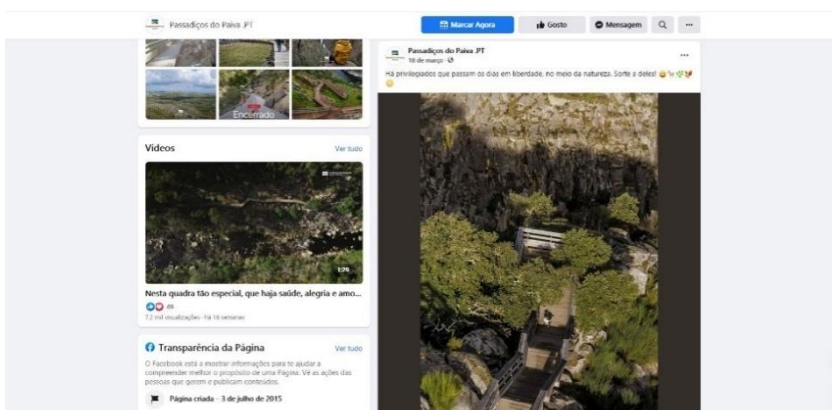 Passadiços do Paiva .PT
Marcar Agora
Gosto
Mensagem
Encerrado
Vídeos
Ver tudo
1:29
Nesta quadra tão especial, que haja saúde, alegria e amo...
7,2 mil visualizações · há 16 semanas
Transparência da Página
Ver tudo
O Facebook está a mostrar informações para te ajudar a
compreender melhor o propósito de uma Página. Vê as ações das
pessoas que gerem e publicam conteúdos.
Página criada – 3 de julho de 2015
Passadiços do Paiva .PT
18 de março ·
Há privilegiados que passam os dias em liberdade, no meio da natureza. Sorte a deles!